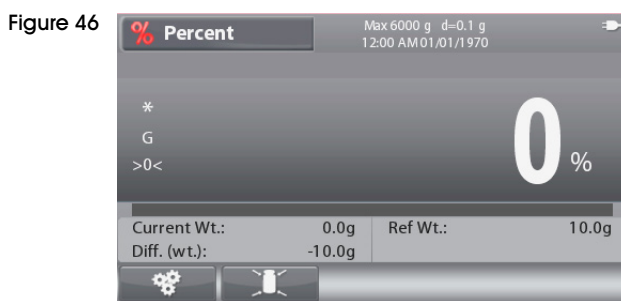 Figure 46
% Percent
Max 6000 g d=0.1 g
12:00 AM 01/01/1970
*
G
>0<
0 %
Current Wt.: 0.0g Ref Wt.: 10.0g
Diff. (wt.): -10.0g